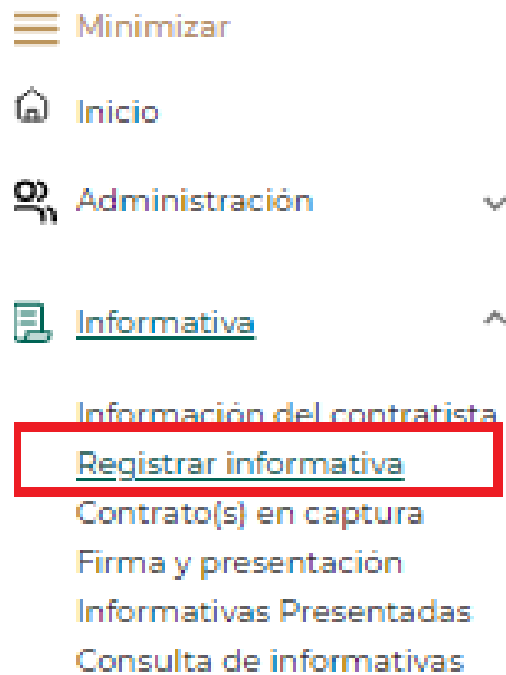 Minimizar
Inicio
Administración
Informativa
Información del contratista
Registrar informativa
Contrato(s) en captura
Firma y presentación
Informativas Presentadas
Consulta de informativas